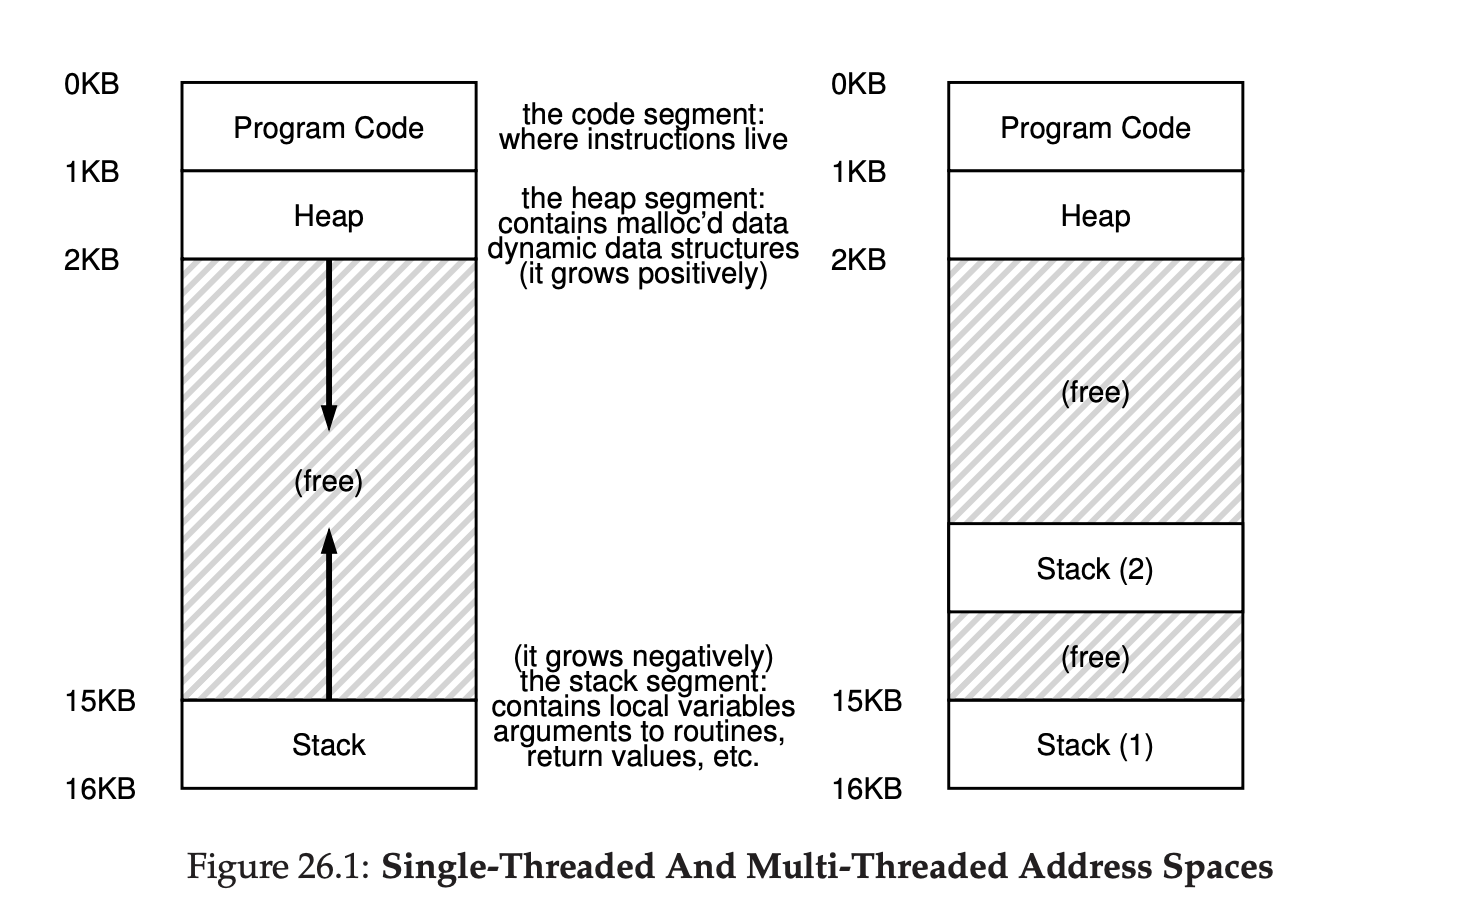 0KB
Program Code
1KB
Heap
2KB
(free)
15KB
Stack
16KB
the code segment:
where instructions live
the heap segment:
contains malloc’d data
dynamic data structures
(it grows positively)
(it grows negatively)
the stack segment:
contains local variables
arguments to routines,
return values, etc.
0KB
Program Code
1KB
Heap
2KB
(free)
Stack (2)
(free)
15KB
Stack (1)
16KB
Figure 26.1: Single-Threaded And Multi-Threaded Address Spaces